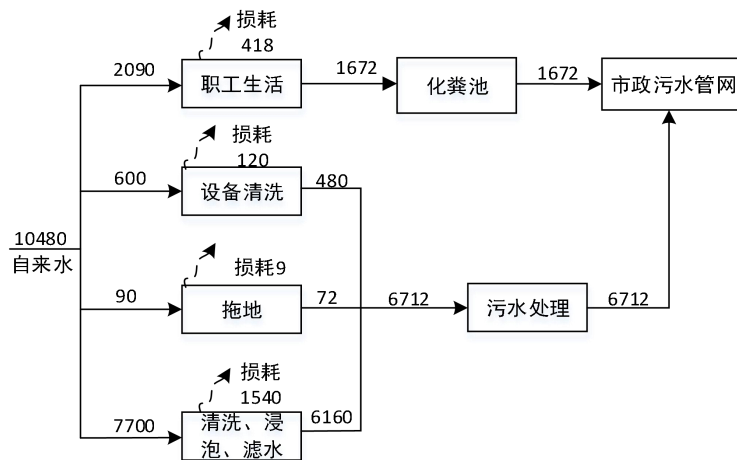 损耗
418
2090
职工生活
1672
化粪池
1672
市政污水管网
损耗
120
600
设备清洗
480
10480
自来水
损耗9
90
拖地
72
6712
污水处理
6712
损耗
1540
7700
清洗、浸
泡、滤水
6160